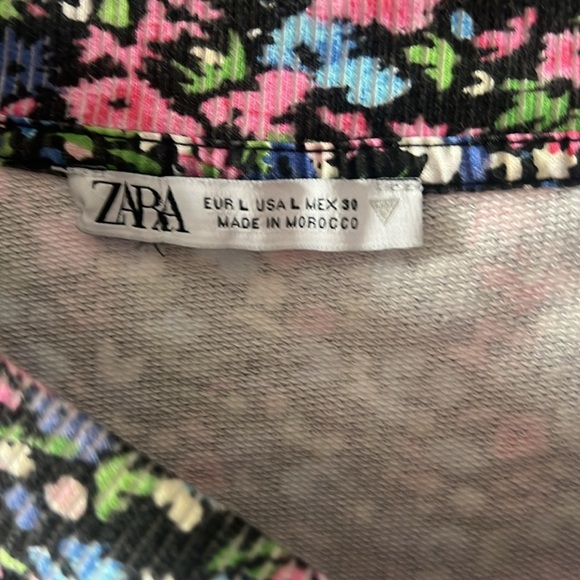 ZARA
EUR L USA L MEX 30
MADE IN MOROCCO